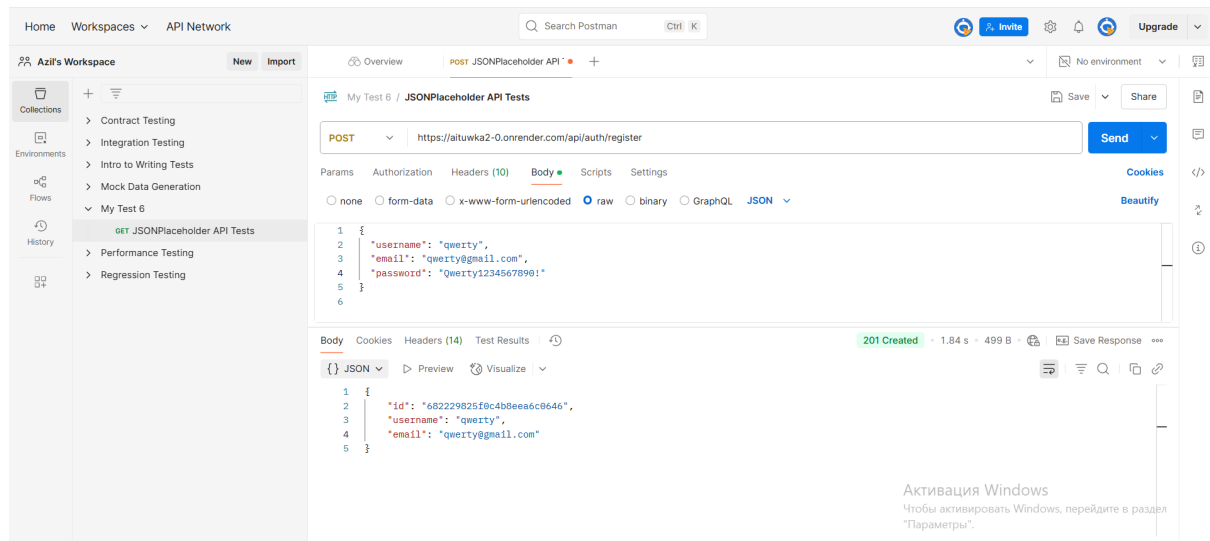 Home Workspaces API Network Search Postman Ctrl K Invite Upgrade
Azil's Workspace New Import Overview POST JSONPlaceholder API T No environment
Collections
Environments
Flows
History
Contract Testing
Integration Testing
Intro to Writing Tests
Mock Data Generation
My Test 6
GET JSONPlaceholder API Tests
Performance Testing
Regression Testing
HTTP My Test 6 / JSONPlaceholder API Tests Save Share
POST https://aituwka2-0.onrender.com/api/auth/register Send
Params Authorization Headers (10) Body Scripts Settings Cookies
none form-data x-www-form-urlencoded raw binary GraphQL JSON Beautify
1 {
2 "username": "qwerty",
3 "email": "qwerty@gmail.com",
4 "password": "Qwerty1234567890!"
5 }
6
Body Cookies Headers (14) Test Results 201 Created 1.84 s 499 B Save Response
{} JSON Preview Visualize
1 {
2 "id": "682229825f0c4b8eea6c0646",
3 "username": "qwerty",
4 "email": "qwerty@gmail.com"
5 }
Активация Windows
Чтобы активировать Windows, перейдите в раздел
"Параметры".